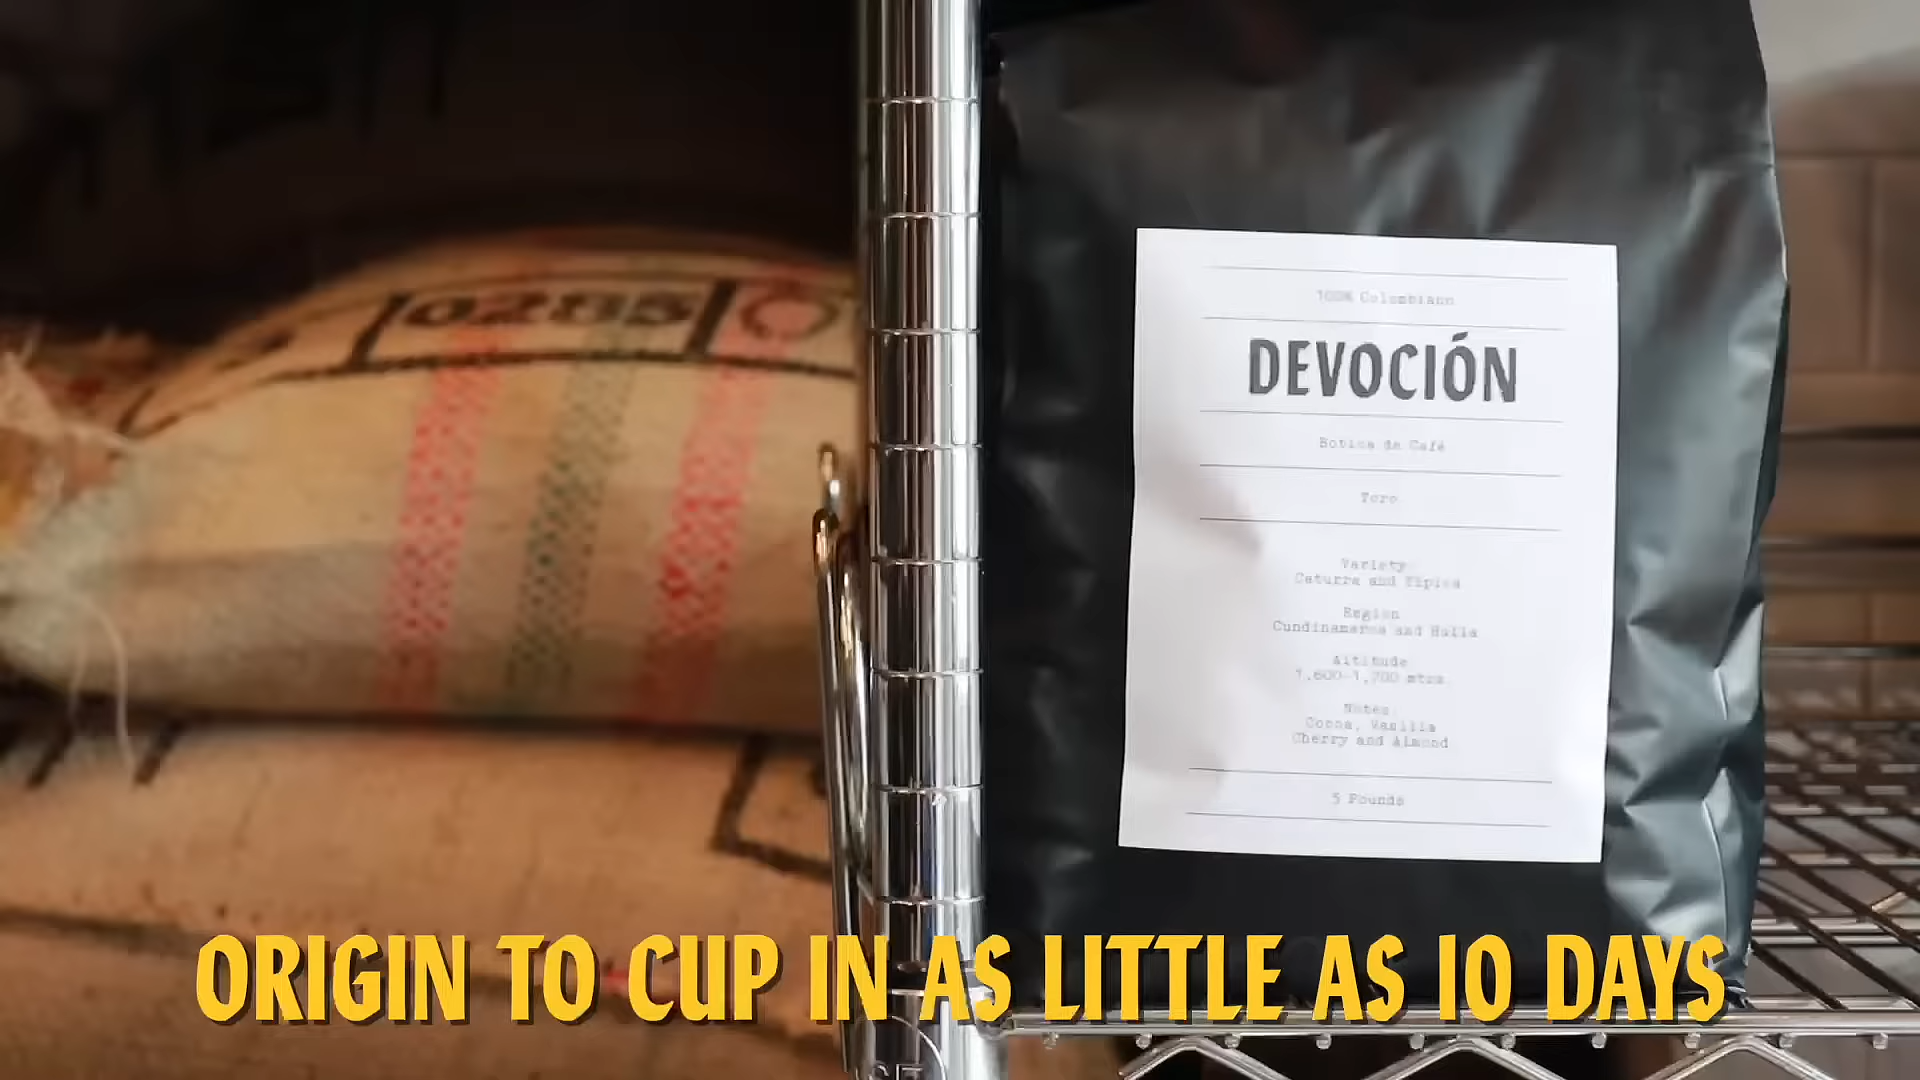 0285
100% Colombiano
DEVOCIÓN
Botica de Café
Toro
Variety:
Caturra and Tipica
Region
Cundinamarca and Huila
Altitude
1,600-1,700 mtrs
Notes:
Cocoa, Vanilla
Cherry and Almond
5 Pounds
ORIGIN TO CUP IN AS LITTLE AS 10 DAYS